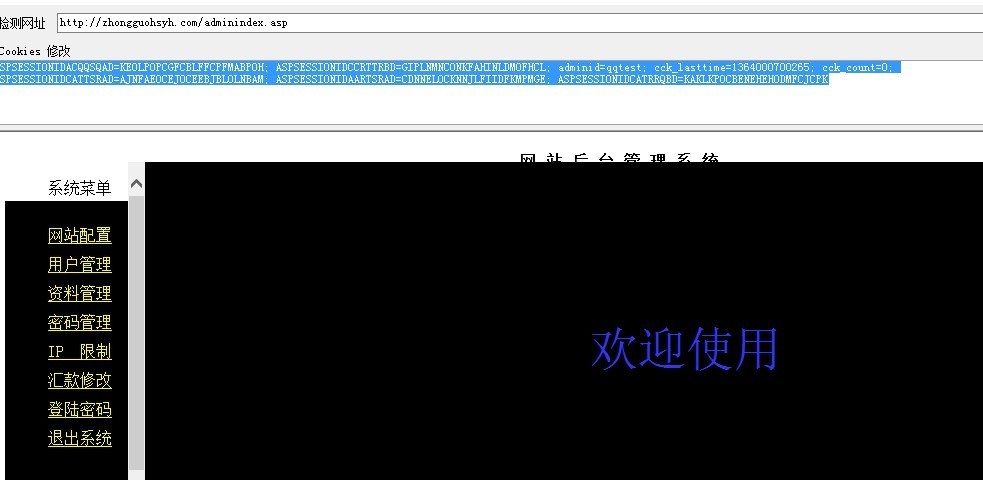 检测网址 http://zhongguohsyh.com/adminindex.asp
Cookies 修改
SPSESSIONIDACQQSQAD=KEOLPOPCGFCBLFFCPFMABPOH; ASPSESSIONIDCCRTTRBD=GIPLNMNCONKFAHINLDMOFHCL; adminid=qqtest; cck_lasttime=1364000700265; cck_count=0;
SPSESSIONIDCATTSRAD=AJNFAEOCEJOCEEBJBLOLNBAM; ASPSESSIONIDAARTSRAD=CDNNELOCKNNJLFIIDFKMPMGE; ASPSESSIONIDCATRRQBD=KAKLKPOCBENEHEHODMFCJCPK
网站后台管理系统
系统菜单
网站配置
用户管理
资料管理
密码管理
IP 限制
汇款修改
登陆密码
退出系统
欢迎使用